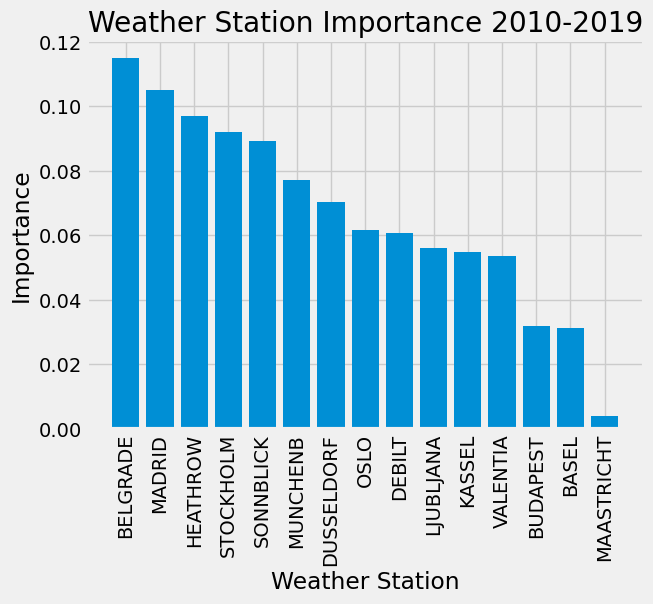 Weather Station Importance 2010-2019
0.12
0.10
0.08
0.06
0.04
0.02
0.00
Importance
BELGRADE
MADRID
HEATHROW
STOCKHOLM
SONNBLICK
MUNCHENB
DUSSELDORF
OSLO
DEBILT
LJUBLJANA
KASSEL
VALENTIA
BUDAPEST
BASEL
MAASTRICHT
Weather Station